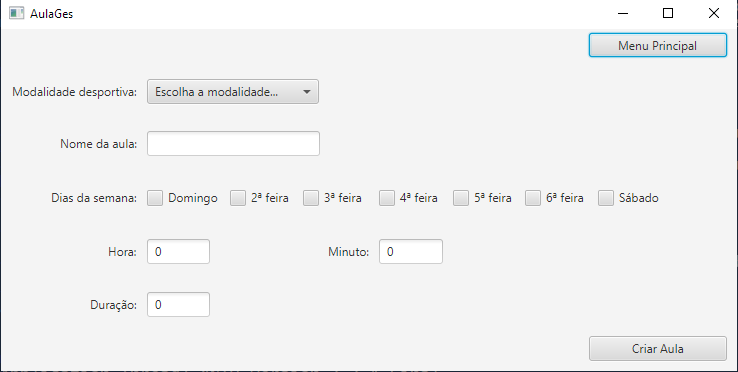 AulaGes
Menu Principal
Modalidade desportiva: Escolha a modalidade...
Nome da aula:
Dias da semana: Domingo 2ª feira 3ª feira 4ª feira 5ª feira 6ª feira Sábado
Hora: 0 Minuto: 0
Duração: 0
Criar Aula